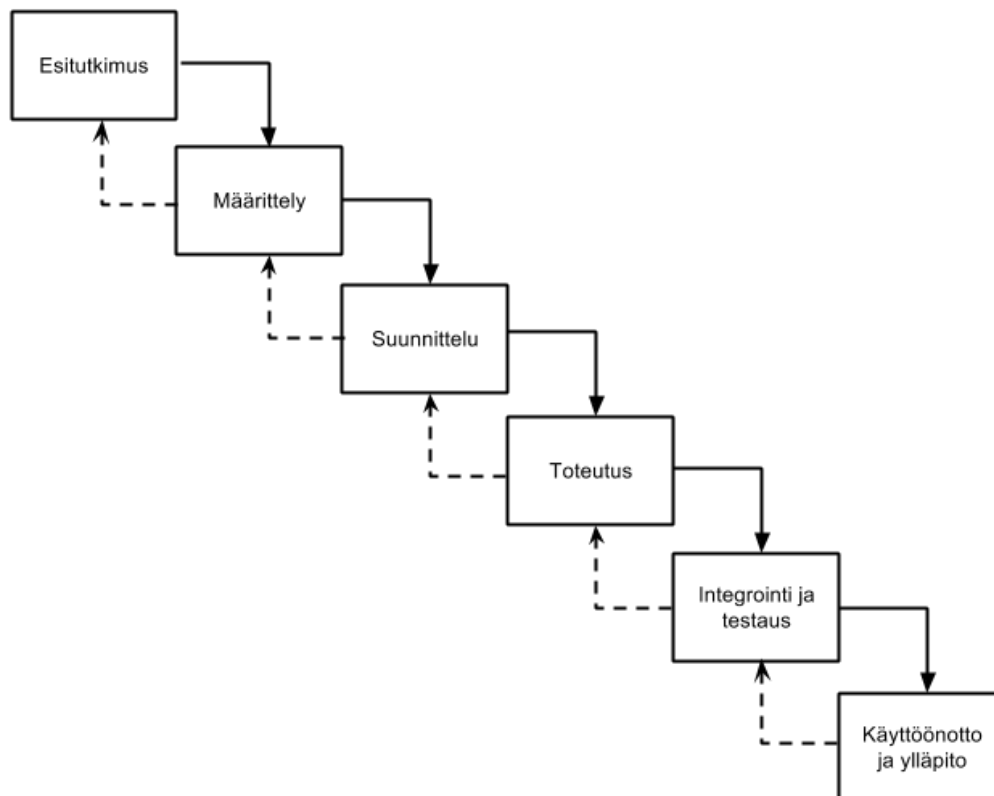 Esitutkimus
Määrittely
Suunnittelu
Toteutus
Integrointi ja
testaus
Käyttöönotto
ja ylläpito